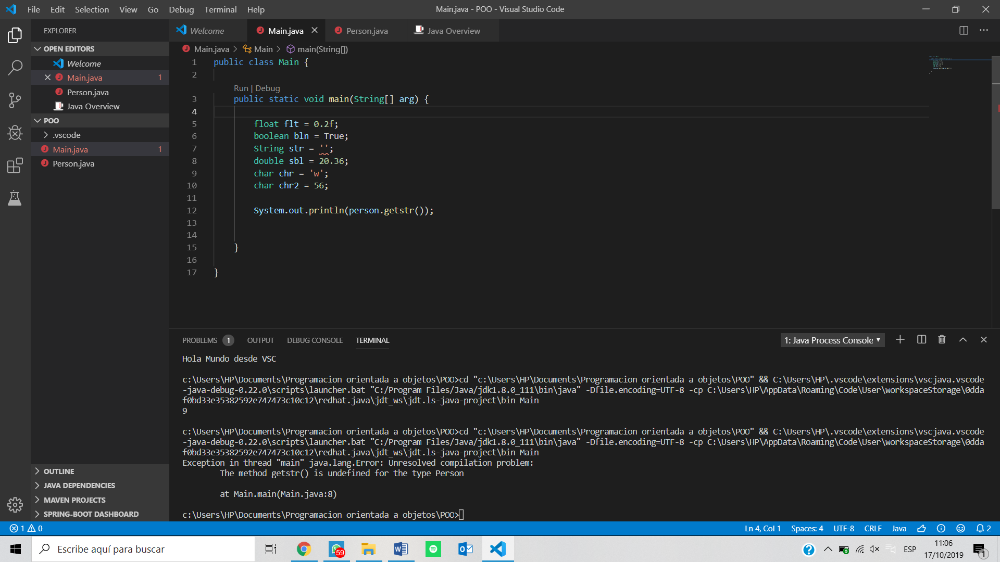 File Edit Selection View Go Debug Terminal Help
Main.java - POO - Visual Studio Code
EXPLORER
OPEN EDITORS
Welcome
Main.java 1
Person.java
Java Overview
POO
.vscode
Main.java 1
Person.java
OUTLINE
JAVA DEPENDENCIES
MAVEN PROJECTS
SPRING-BOOT DASHBOARD
Welcome Main.java Person.java Java Overview
Main.java > Main > main(String[])
1 public class Main {
2
Run | Debug
3 public static void main(String[] arg) {
4
5 float flt = 0.2f;
6 boolean bln = True;
7 String str = '';
8 double sbl = 20.36;
9 char chr = 'w';
10 char chr2 = 56;
11
12 System.out.println(person.getstr());
13
14
15 }
16
17 }
PROBLEMS 1 OUTPUT DEBUG CONSOLE TERMINAL
1: Java Process Console
Hola Mundo desde VSC
c:\Users\HP\Documents\Programacion orientada a objetos\POO>cd "c:\Users\HP\Documents\Programacion orientada a objetos\POO" && C:\Users\HP\.vscode\extensions\vscjava.vscode
-java-debug-0.22.0\scripts\launcher.bat "C:/Program Files/Java/jdk1.8.0_111\bin\java" -Dfile.encoding=UTF-8 -cp C:\Users\HP\AppData\Roaming\Code\User\workspaceStorage\0dda
f0bd33e35382592e747473c10c12\redhat.java\jdt_ws\jdt.ls-java-project\bin Main
9
c:\Users\HP\Documents\Programacion orientada a objetos\POO>cd "c:\Users\HP\Documents\Programacion orientada a objetos\POO" && C:\Users\HP\.vscode\extensions\vscjava.vscode
-java-debug-0.22.0\scripts\launcher.bat "C:/Program Files/Java/jdk1.8.0_111\bin\java" -Dfile.encoding=UTF-8 -cp C:\Users\HP\AppData\Roaming\Code\User\workspaceStorage\0dda
f0bd33e35382592e747473c10c12\redhat.java\jdt_ws\jdt.ls-java-project\bin Main
Exception in thread "main" java.lang.Error: Unresolved compilation problem:
The method getstr() is undefined for the type Person
at Main.main(Main.java:8)
c:\Users\HP\Documents\Programacion orientada a objetos\POO>
1 0
Ln 4, Col 1 Spaces: 4 UTF-8 CRLF Java 2
Escribe aquí para buscar
59
ESP
11:06
17/10/2019
1